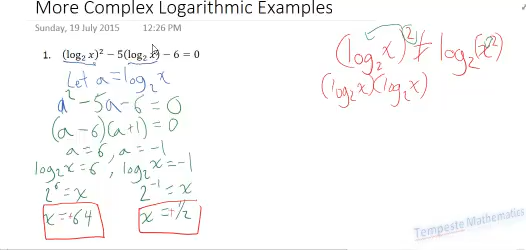 More Complex Logarithmic Examples
Sunday, 19 July 2015 12:26 PM
1. (log₂ x)² − 5(log₂ x) − 6 = 0
Let a = log₂ x
a² − 5a − 6 = 0
(a − 6)(a + 1) = 0
a = 6, a = −1
log₂ x = 6, log₂ x = −1
2⁶ = x 2⁻¹ = x
x = +64 x = +1/2
(log₂ x)² ≠ log₂(x²)
(log₂ x)(log₂ x)
Tempeste Mathematics